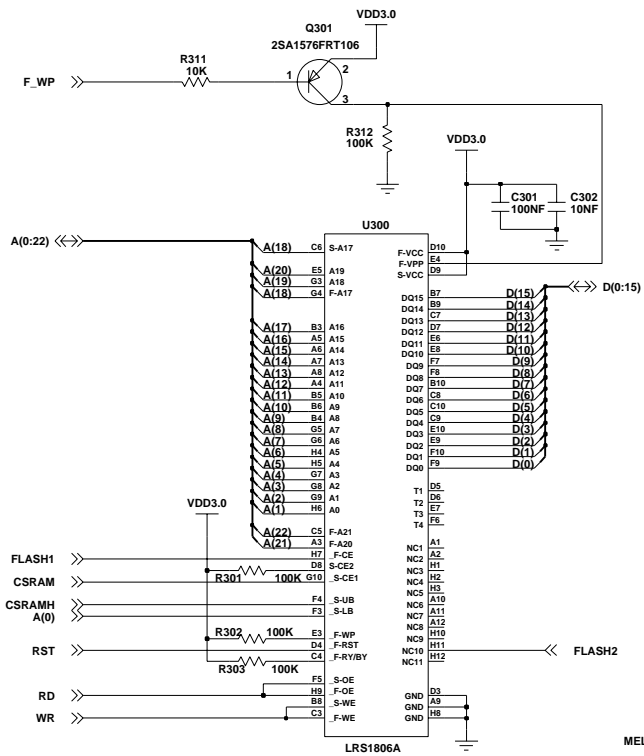 VDD3.0
Q301
2SA1576FRT106
R311
10K
F_WP
1
2
3
R312
100K
VDD3.0
C301
100NF
C302
10NF
A(0:22)
U300
A(18) C6 S-A17
D10 F-VCC
E4 F-VPP
D9 S-VCC
D(0:15)
A(20) E5 A19
A(19) G3 A18
A(18) G4 F-A17
A(17) B3 A16
A(16) A5 A15
A(15) A6 A14
A(14) A7 A13
A(13) A8 A12
A(12) A4 A11
A(11) B5 A10
A(10) B6 A9
A(9) B4 A8
A(8) G5 A7
A(7) G6 A6
A(6) H4 A5
A(5) H5 A4
A(4) G7 A3
A(3) G8 A2
A(2) G9 A1
A(1) H6 A0
A(22) C5 F-A21
A(21) A3 F-A20
DQ15 B7 D(15)
DQ14 B9 D(14)
DQ13 C7 D(13)
DQ12 D7 D(12)
DQ11 E6 D(11)
DQ10 E8 D(10)
DQ9 F7 D(9)
DQ8 F8 D(8)
DQ7 B10 D(7)
DQ6 C8 D(6)
DQ5 C10 D(5)
DQ4 C9 D(4)
DQ3 E10 D(3)
DQ2 E9 D(2)
DQ1 F10 D(1)
DQ0 F9 D(0)
T1 D5
T2 D6
T3 E7
T4 F6
NC1 A1
NC2 A2
NC3 H1
NC4 H2
NC5 H3
NC6 A10
NC7 A11
NC8 A12
NC9 H10
NC10 H11
NC11 H12
FLASH2
GND D3
GND A9
GND H8
VDD3.0
FLASH1 H7 _F-CE
D8 S-CE2
R301 100K
CSRAM G10 _S-CE1
CSRAMH F4 _S-UB
A(0) F3 _S-LB
R302 100K E3 _F-WP
RST D4 _F-RST
R303 100K C4 _F-RY/BY
F5 _S-OE
RD H9 _F-OE
B8 _S-WE
WR C3 _F-WE
LRS1806A
MEL